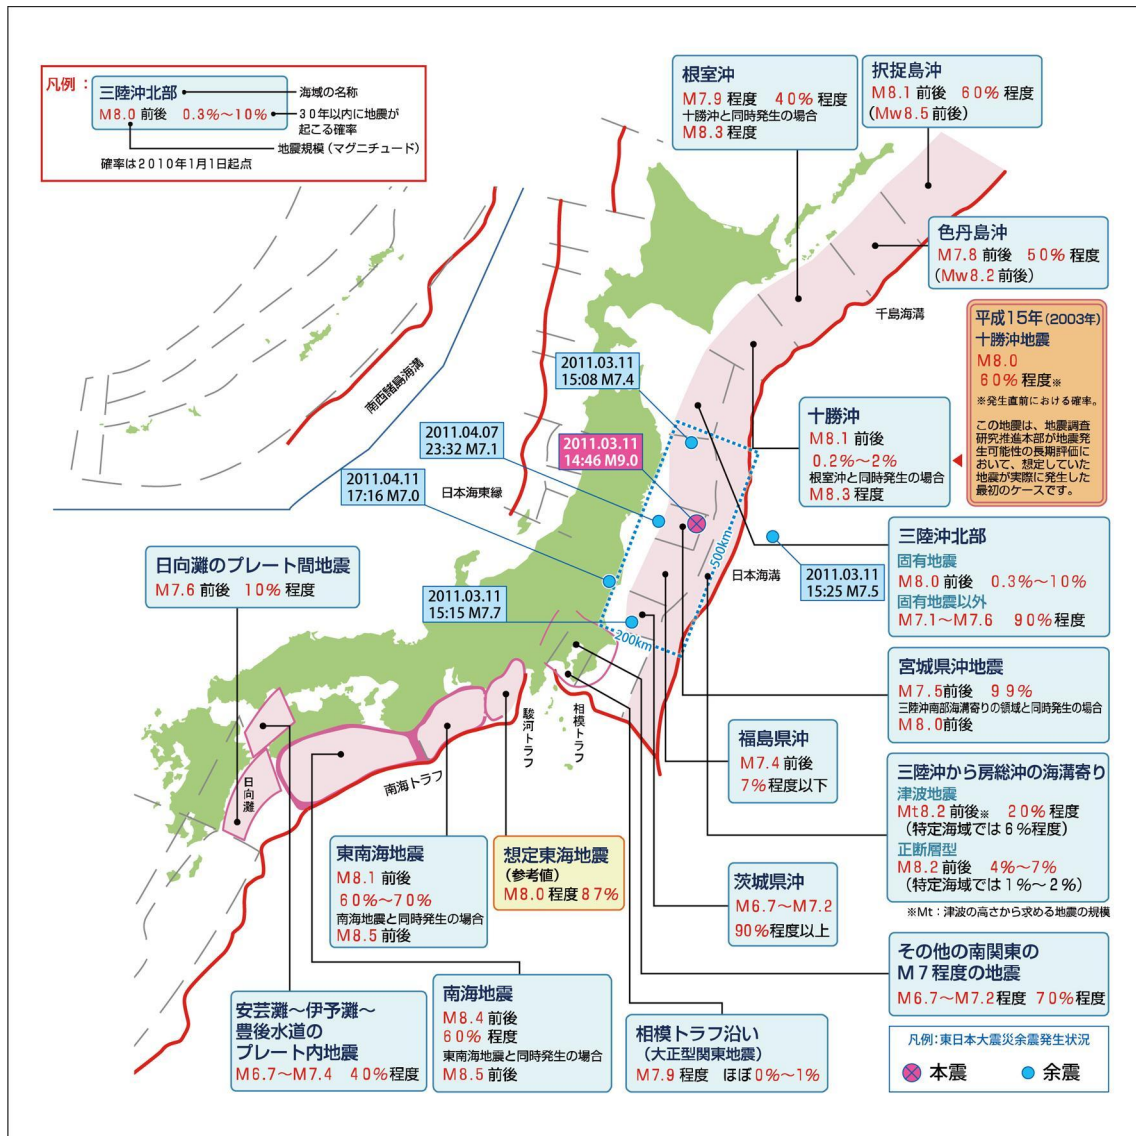 凡例：
三陸沖北部
M8.0 前後 0.3%〜10%
海域の名称
30年以内に地震が
起こる確率
地震規模（マグニチュード）
確率は2010年1月1日起点
根室沖
M7.9 程度 40% 程度
十勝沖と同時発生の場合
M8.3 程度
択捉島沖
M8.1 前後 60% 程度
(Mw8.5前後)
色丹島沖
M7.8 前後 50% 程度
(Mw8.2 前後)
千島海溝
平成15年（2003年）
十勝沖地震
M8.0
60% 程度※
※発生直前における確率。
この地震は、地震調査
研究推進本部が地震発
生可能性の長期評価に
おいて、想定していた
地震が実際に発生した
最初のケースです。
南西諸島海溝
2011.03.11
15:08 M7.4
2011.04.07
23:32 M7.1
2011.03.11
14:46 M9.0
2011.04.11
17:16 M7.0
日本海東縁
十勝沖
M8.1 前後
0.2%〜2%
根室沖と同時発生の場合
M8.3 程度
500km
日本海溝
2011.03.11
15:25 M7.5
三陸沖北部
固有地震
M8.0 前後 0.3%〜10%
固有地震以外
M7.1〜M7.6 90% 程度
日向灘のプレート間地震
M7.6 前後 10% 程度
2011.03.11
15:15 M7.7
200km
宮城県沖地震
M7.5前後 99%
三陸沖南部海溝寄りの領域と同時発生の場合
M8.0前後
駿河トラフ
相模トラフ
南海トラフ
日向灘
福島県沖
M7.4 前後
7%程度以下
三陸沖から房総沖の海溝寄り
津波地震
Mt8.2 前後※ 20% 程度
(特定海域では6%程度)
正断層型
M8.2 前後 4%〜7%
(特定海域では1%〜2%)
※Mt：津波の高さから求める地震の規模
東南海地震
M8.1 前後
60%〜70%
南海地震と同時発生の場合
M8.5 前後
想定東海地震
(参考値)
M8.0 程度 87%
茨城県沖
M6.7〜M7.2
90%程度以上
その他の南関東の
M7程度の地震
M6.7〜M7.2程度 70%程度
安芸灘〜伊予灘〜
豊後水道の
プレート内地震
M6.7〜M7.4 40%程度
南海地震
M8.4 前後
60% 程度
東南海地震と同時発生の場合
M8.5 前後
相模トラフ沿い
(大正型関東地震)
M7.9 程度 ほぼ0%〜1%
凡例：東日本大震災余震発生状況
本震
余震